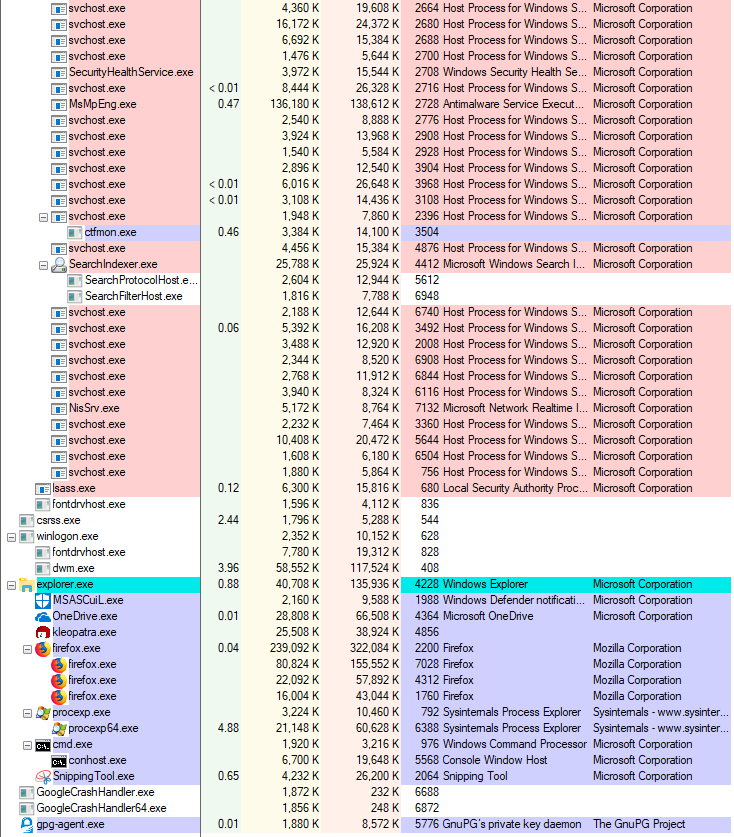 svchost.exe 4,360 K 19,608 K 2664 Host Process for Windows S... Microsoft Corporation
svchost.exe 16,172 K 24,372 K 2680 Host Process for Windows S... Microsoft Corporation
svchost.exe 6,692 K 15,384 K 2688 Host Process for Windows S... Microsoft Corporation
svchost.exe 1,476 K 5,644 K 2700 Host Process for Windows S... Microsoft Corporation
SecurityHealthService.exe 3,972 K 15,544 K 2708 Windows Security Health Se... Microsoft Corporation
svchost.exe < 0.01 8,444 K 26,328 K 2716 Host Process for Windows S... Microsoft Corporation
MsMpEng.exe 0.47 136,180 K 138,612 K 2728 Antimalware Service Execut... Microsoft Corporation
svchost.exe 2,540 K 8,888 K 2776 Host Process for Windows S... Microsoft Corporation
svchost.exe 3,924 K 13,968 K 2908 Host Process for Windows S... Microsoft Corporation
svchost.exe 1,540 K 5,584 K 2928 Host Process for Windows S... Microsoft Corporation
svchost.exe 2,896 K 12,540 K 3904 Host Process for Windows S... Microsoft Corporation
svchost.exe < 0.01 6,016 K 26,648 K 3968 Host Process for Windows S... Microsoft Corporation
svchost.exe < 0.01 3,108 K 14,436 K 3108 Host Process for Windows S... Microsoft Corporation
svchost.exe 1,948 K 7,860 K 2396 Host Process for Windows S... Microsoft Corporation
ctfmon.exe 0.46 3,384 K 14,100 K 3504
svchost.exe 4,456 K 15,384 K 4876 Host Process for Windows S... Microsoft Corporation
SearchIndexer.exe 25,788 K 25,924 K 4412 Microsoft Windows Search I... Microsoft Corporation
SearchProtocolHost.e... 2,604 K 12,944 K 5612
SearchFilterHost.exe 1,816 K 7,788 K 6948
svchost.exe 2,188 K 12,644 K 6740 Host Process for Windows S... Microsoft Corporation
svchost.exe 0.06 5,392 K 16,208 K 3492 Host Process for Windows S... Microsoft Corporation
svchost.exe 3,488 K 12,920 K 2008 Host Process for Windows S... Microsoft Corporation
svchost.exe 2,344 K 8,520 K 6908 Host Process for Windows S... Microsoft Corporation
svchost.exe 2,768 K 11,912 K 6844 Host Process for Windows S... Microsoft Corporation
svchost.exe 3,940 K 8,324 K 6116 Host Process for Windows S... Microsoft Corporation
NisSrv.exe 5,172 K 8,764 K 7132 Microsoft Network Realtime I... Microsoft Corporation
svchost.exe 2,232 K 7,464 K 3360 Host Process for Windows S... Microsoft Corporation
svchost.exe 10,408 K 20,472 K 5644 Host Process for Windows S... Microsoft Corporation
svchost.exe 1,608 K 6,180 K 6504 Host Process for Windows S... Microsoft Corporation
svchost.exe 1,880 K 5,864 K 756 Host Process for Windows S... Microsoft Corporation
lsass.exe 0.12 6,300 K 15,816 K 680 Local Security Authority Proc... Microsoft Corporation
fontdrvhost.exe 1,596 K 4,112 K 836
csrss.exe 2.44 1,796 K 5,288 K 544
winlogon.exe 2,352 K 10,152 K 628
fontdrvhost.exe 7,780 K 19,312 K 828
dwm.exe 3.96 58,552 K 117,524 K 408
explorer.exe 0.88 40,708 K 135,936 K 4228 Windows Explorer Microsoft Corporation
MSASCuiL.exe 2,160 K 9,588 K 1988 Windows Defender notificati... Microsoft Corporation
OneDrive.exe 0.01 28,808 K 66,508 K 4364 Microsoft OneDrive Microsoft Corporation
kleopatra.exe 25,508 K 38,924 K 4856
firefox.exe 0.04 239,092 K 322,084 K 2200 Firefox Mozilla Corporation
firefox.exe 80,824 K 155,552 K 7028 Firefox Mozilla Corporation
firefox.exe 22,092 K 57,892 K 4312 Firefox Mozilla Corporation
firefox.exe 16,004 K 43,044 K 1760 Firefox Mozilla Corporation
procexp.exe 3,224 K 10,460 K 792 Sysinternals Process Explorer Sysinternals - www.sysinter...
procexp64.exe 4.88 21,148 K 60,628 K 6388 Sysinternals Process Explorer Sysinternals - www.sysinter...
cmd.exe 1,920 K 3,216 K 976 Windows Command Processor Microsoft Corporation
conhost.exe 6,700 K 19,648 K 5568 Console Window Host Microsoft Corporation
SnippingTool.exe 0.65 4,232 K 26,200 K 2064 Snipping Tool Microsoft Corporation
GoogleCrashHandler.exe 1,872 K 232 K 6688
GoogleCrashHandler64.exe 1,856 K 248 K 6872
gpg-agent.exe 0.01 1,880 K 8,572 K 5776 GnuPG's private key daemon The GnuPG Project